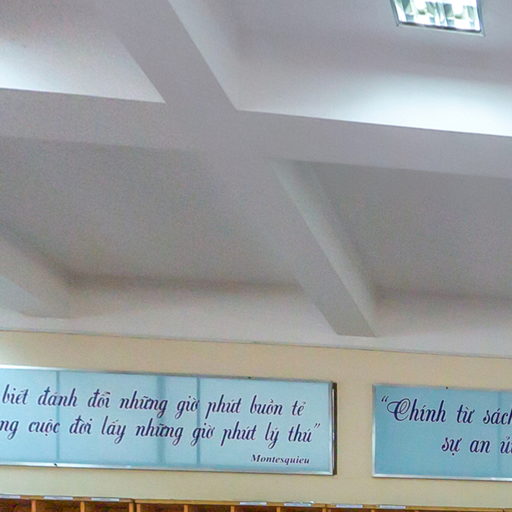 biết đánh đổi những giờ phút buồn tẻ
ng cuộc đời lấy những giờ phút lý thú”
Montesquieu
“Chính từ sách
sự an ủi